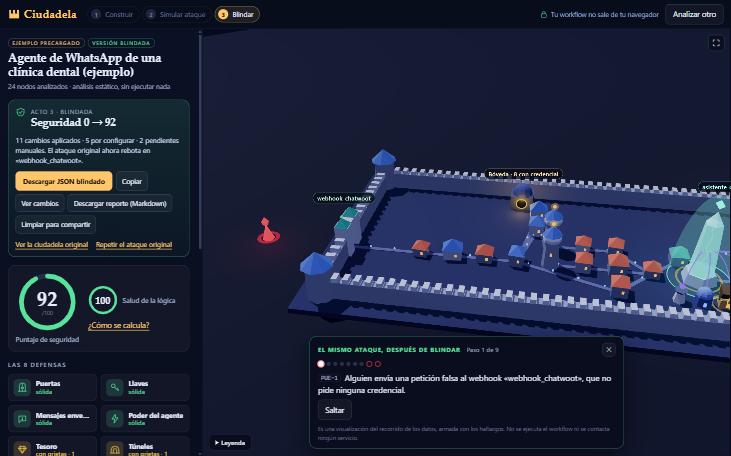 Ciudadela
1 Construir
2 Simular ataque
3 Blindar
Tu workflow no sale de tu navegador
Analizar otro
EJEMPLO PRECARGADO
VERSIÓN BLINDADA
Agente de WhatsApp de una
clínica dental (ejemplo)
24 nodos analizados · análisis estático, sin ejecutar nada
ACTO 3 · BLINDADA
Seguridad 0 → 92
11 cambios aplicados · 5 por configurar · 2 pendientes
manuales. El ataque original ahora rebota en
«webhook_chatwoot».
Descargar JSON blindado
Copiar
Ver cambios
Descargar reporte (Markdown)
Limpiar para compartir
Ver la ciudadela original
Repetir el ataque original
92
/100
100
Salud de la lógica
¿Cómo se calcula?
Puntaje de seguridad
LAS 8 DEFENSAS
Puertas
sólida
Llaves
sólida
Mensajes enve...
sólida
Poder del agente
sólida
Tesoro
con grietas · 1
Túneles
con grietas · 1
webhook chatwoot
Bóveda · 8 con credencial
asistente
EL MISMO ATAQUE, DESPUÉS DE BLINDAR
Paso 1 de 9
PUE-1 Alguien envía una petición falsa al webhook «webhook_chatwoot», que no
pide ninguna credencial.
Saltar
Es una visualización del recorrido de los datos, armada con los hallazgos. No se ejecuta el workflow ni se contacta
ningún servicio.
Leyenda